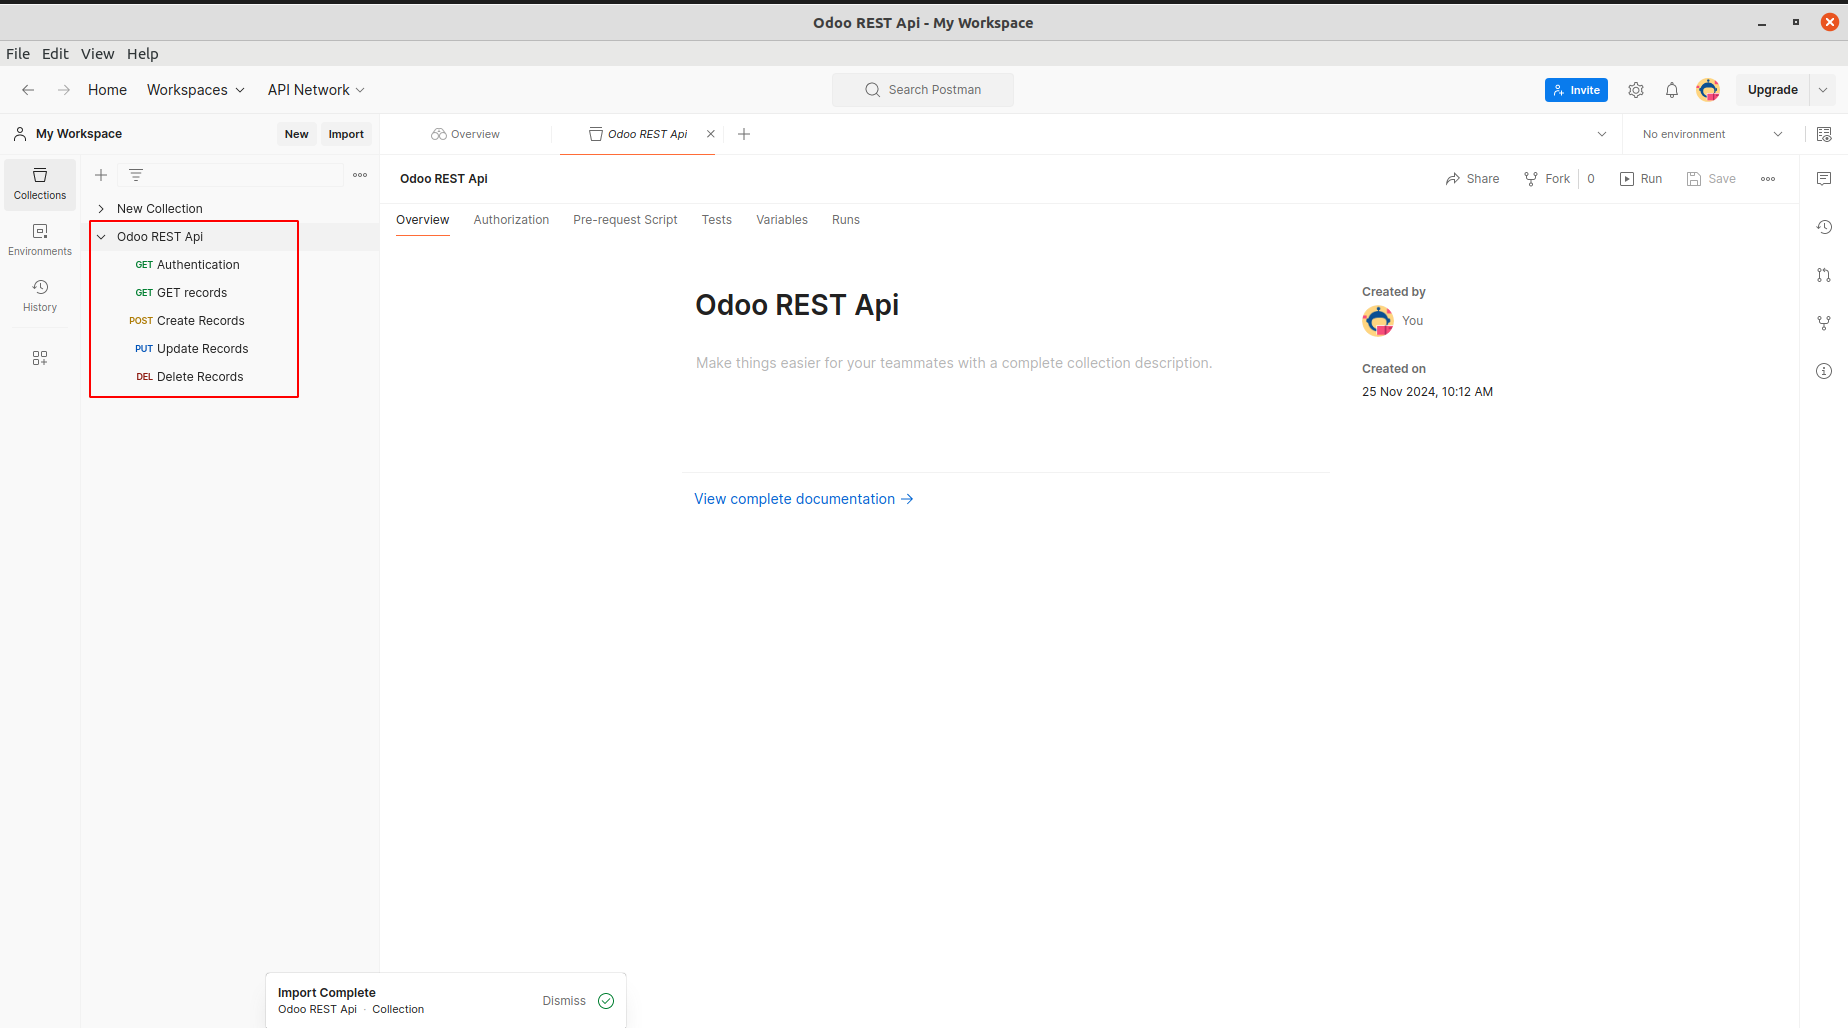 Odoo REST Api - My Workspace
File Edit View Help
Home Workspaces API Network Search Postman Invite Upgrade
My Workspace New Import Overview Odoo REST Api No environment
Collections
Environments
History
New Collection
Odoo REST Api
GET Authentication
GET GET records
POST Create Records
PUT Update Records
DEL Delete Records
Odoo REST Api Share Fork 0 Run Save
Overview Authorization Pre-request Script Tests Variables Runs
Odoo REST Api
Make things easier for your teammates with a complete collection description.
View complete documentation →
Created by
You
Created on
25 Nov 2024, 10:12 AM
Import Complete
Odoo REST Api · Collection
Dismiss